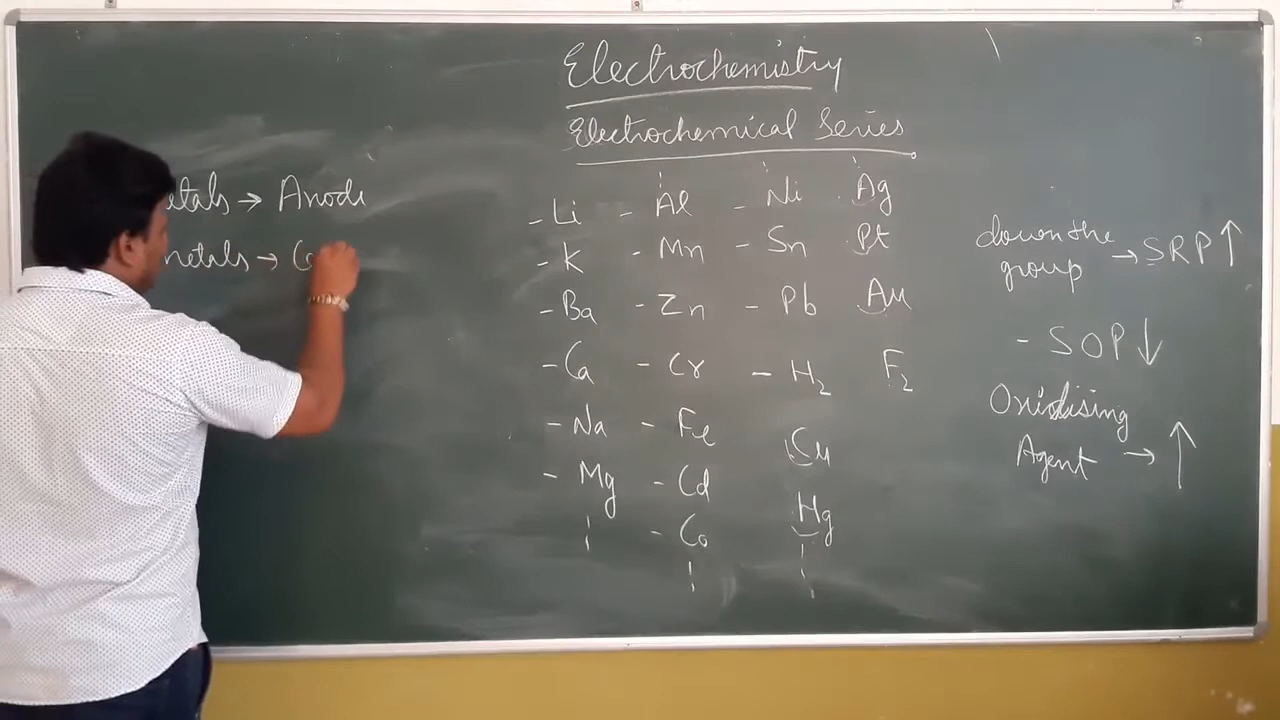 Electrochemistry
Electrochemical Series
etals → Anode
metals → C
- Li
- K
- Ba
- Ca
- Na
- Mg
- Al
- Mn
- Zn
- Cr
- Fe
- Cd
- Co
- Ni
- Sn
- Pb
- H2
Cu
Hg
Ag
Pt
Au
F2
down the
group → SRP ↑
- SOP ↓
Oxidising
Agent → ↑